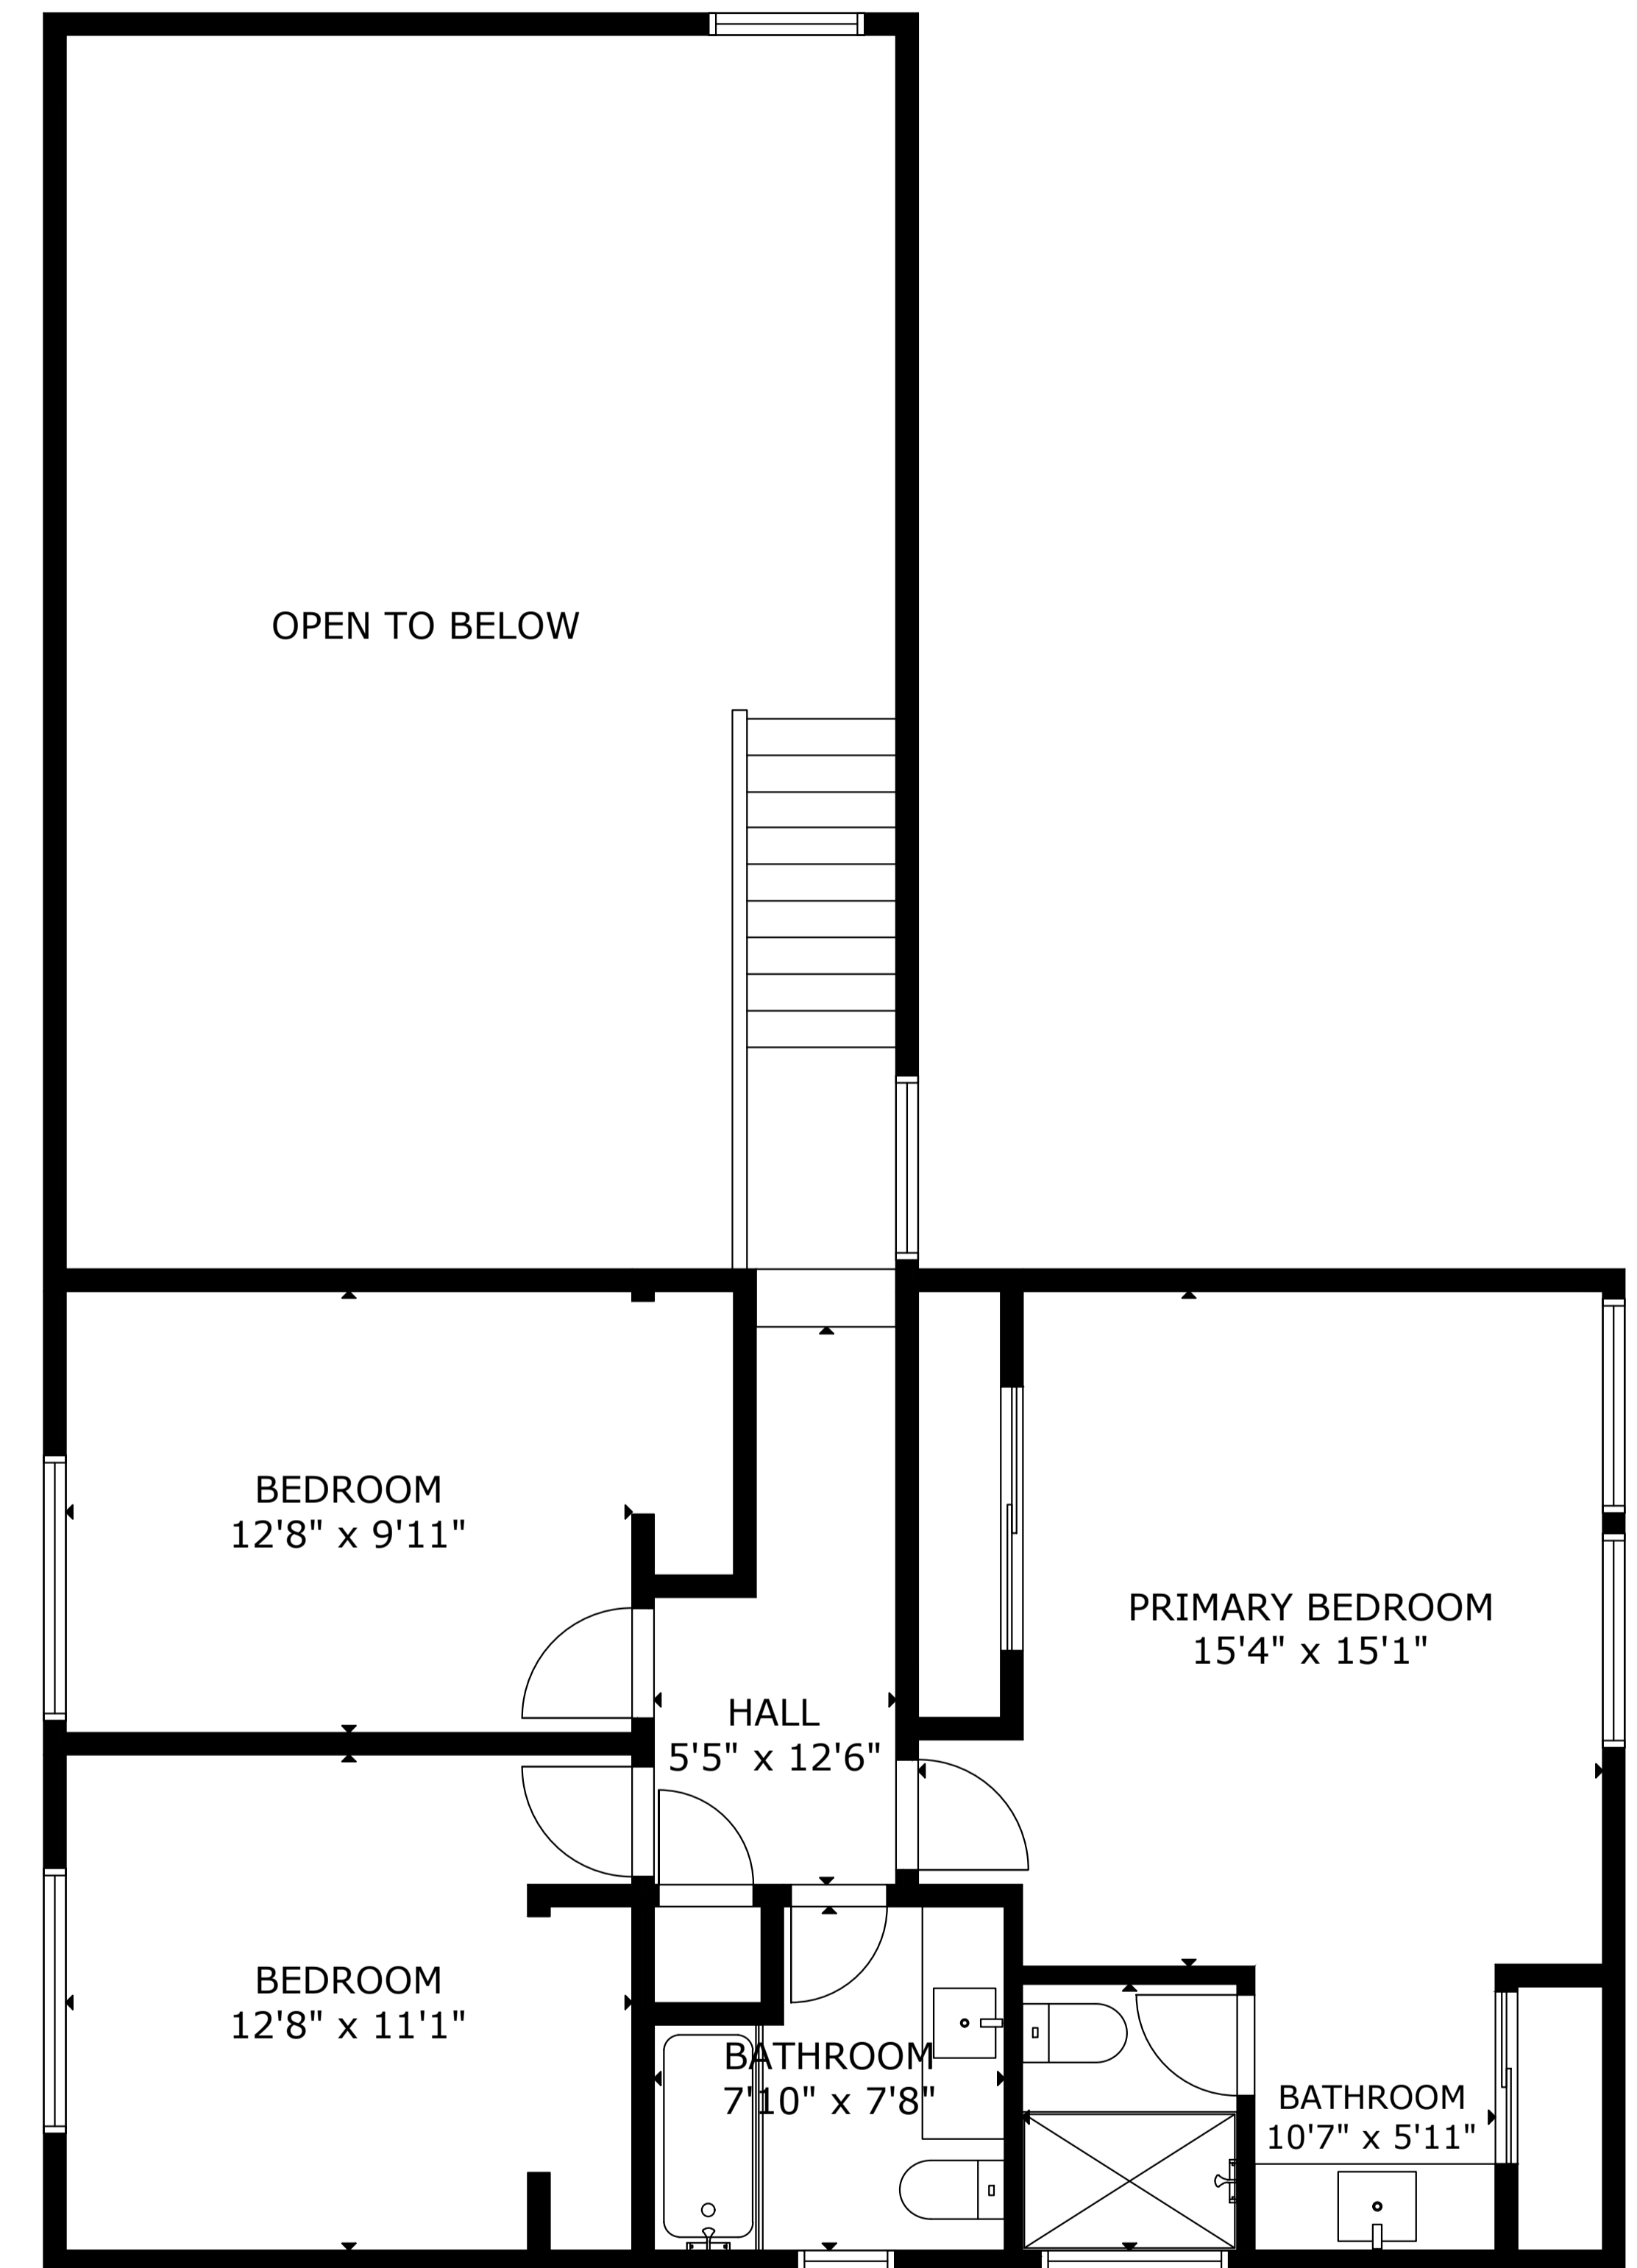 OPEN TO BELOW
BEDROOM
12'8" x 9'11"
PRIMARY BEDROOM
15'4" x 15'1"
HALL
5'5" x 12'6"
BEDROOM
12'8" x 11'1"
BATHROOM
7'10" x 7'8"
BATHROOM
10'7" x 5'11"